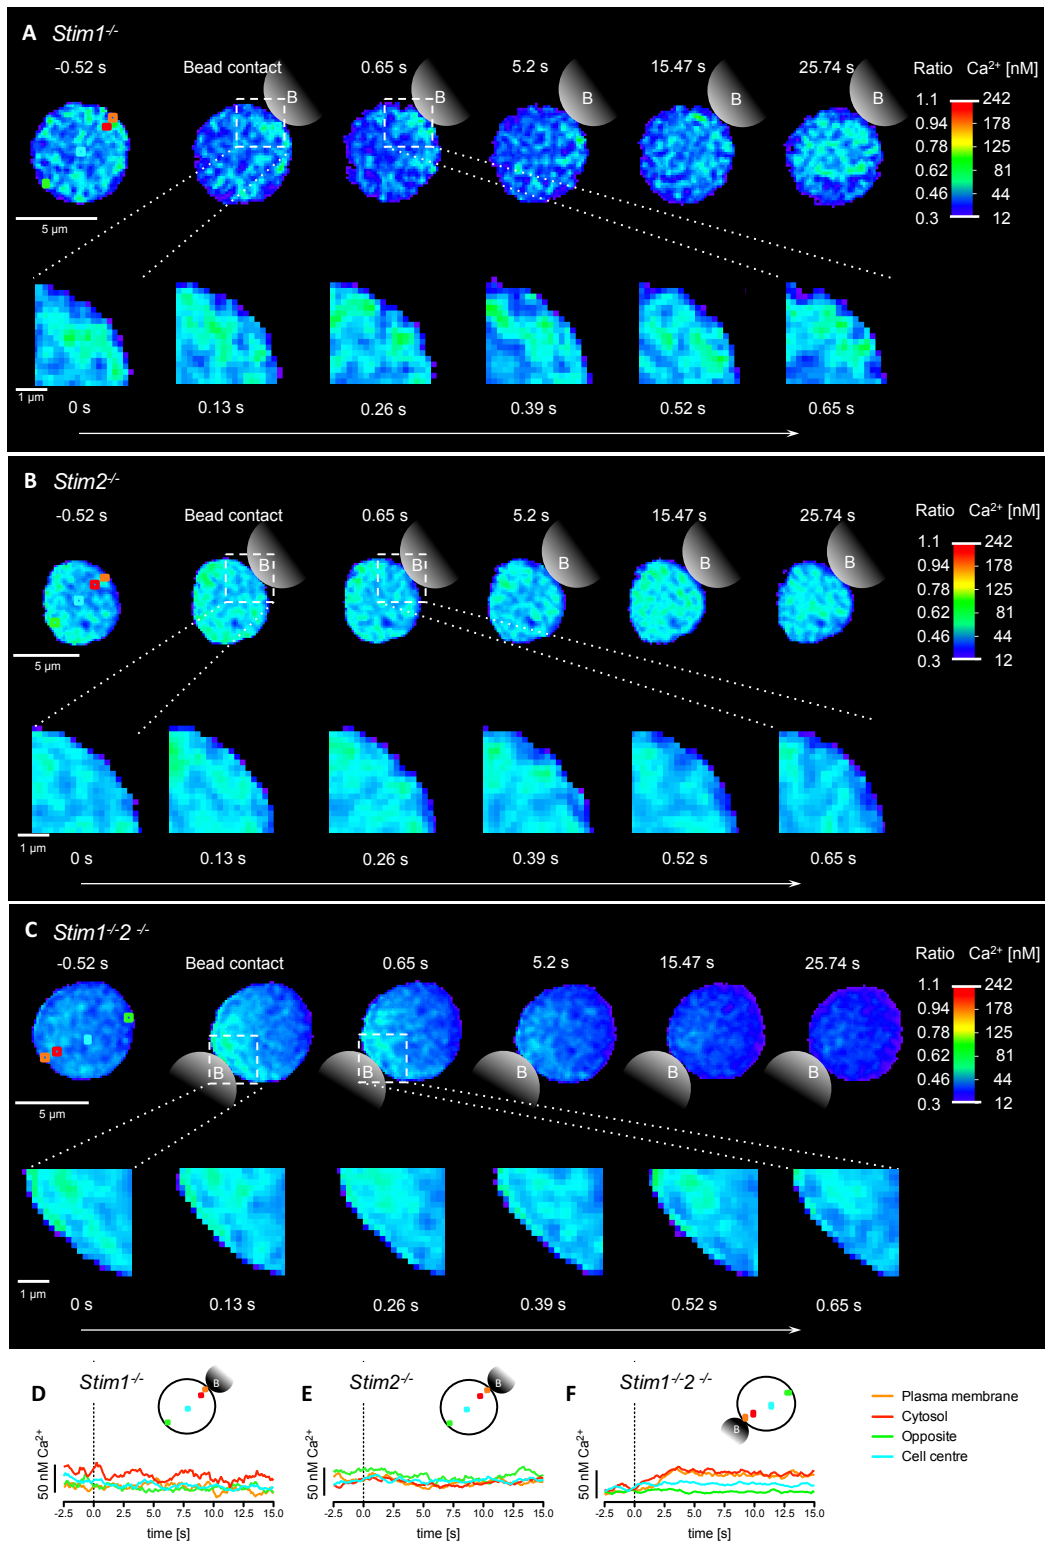 A Stim1-/-
-0.52 s Bead contact 0.65 s 5.2 s 15.47 s 25.74 s Ratio Ca²⁺ [nM]
B B B B B
1.1 242
0.94 178
0.78 125
0.62 81
0.46 44
0.3 12
5 µm
1 µm
0 s 0.13 s 0.26 s 0.39 s 0.52 s 0.65 s
B Stim2-/-
-0.52 s Bead contact 0.65 s 5.2 s 15.47 s 25.74 s Ratio Ca²⁺ [nM]
B B B B B
1.1 242
0.94 178
0.78 125
0.62 81
0.46 44
0.3 12
5 µm
1 µm
0 s 0.13 s 0.26 s 0.39 s 0.52 s 0.65 s
C Stim1-/-2 -/-
-0.52 s Bead contact 0.65 s 5.2 s 15.47 s 25.74 s Ratio Ca²⁺ [nM]
B B B B B
1.1 242
0.94 178
0.78 125
0.62 81
0.46 44
0.3 12
5 µm
1 µm
0 s 0.13 s 0.26 s 0.39 s 0.52 s 0.65 s
D Stim1-/-
B
50 nM Ca²⁺
-2.5 0.0 2.5 5.0 7.5 10.0 12.5 15.0
time [s]
E Stim2-/-
B
50 nM Ca²⁺
-2.5 0.0 2.5 5.0 7.5 10.0 12.5 15.0
time [s]
F Stim1-/-2 -/-
B
50 nM Ca²⁺
-2.5 0.0 2.5 5.0 7.5 10.0 12.5 15.0
time [s]
Plasma membrane
Cytosol
Opposite
Cell centre